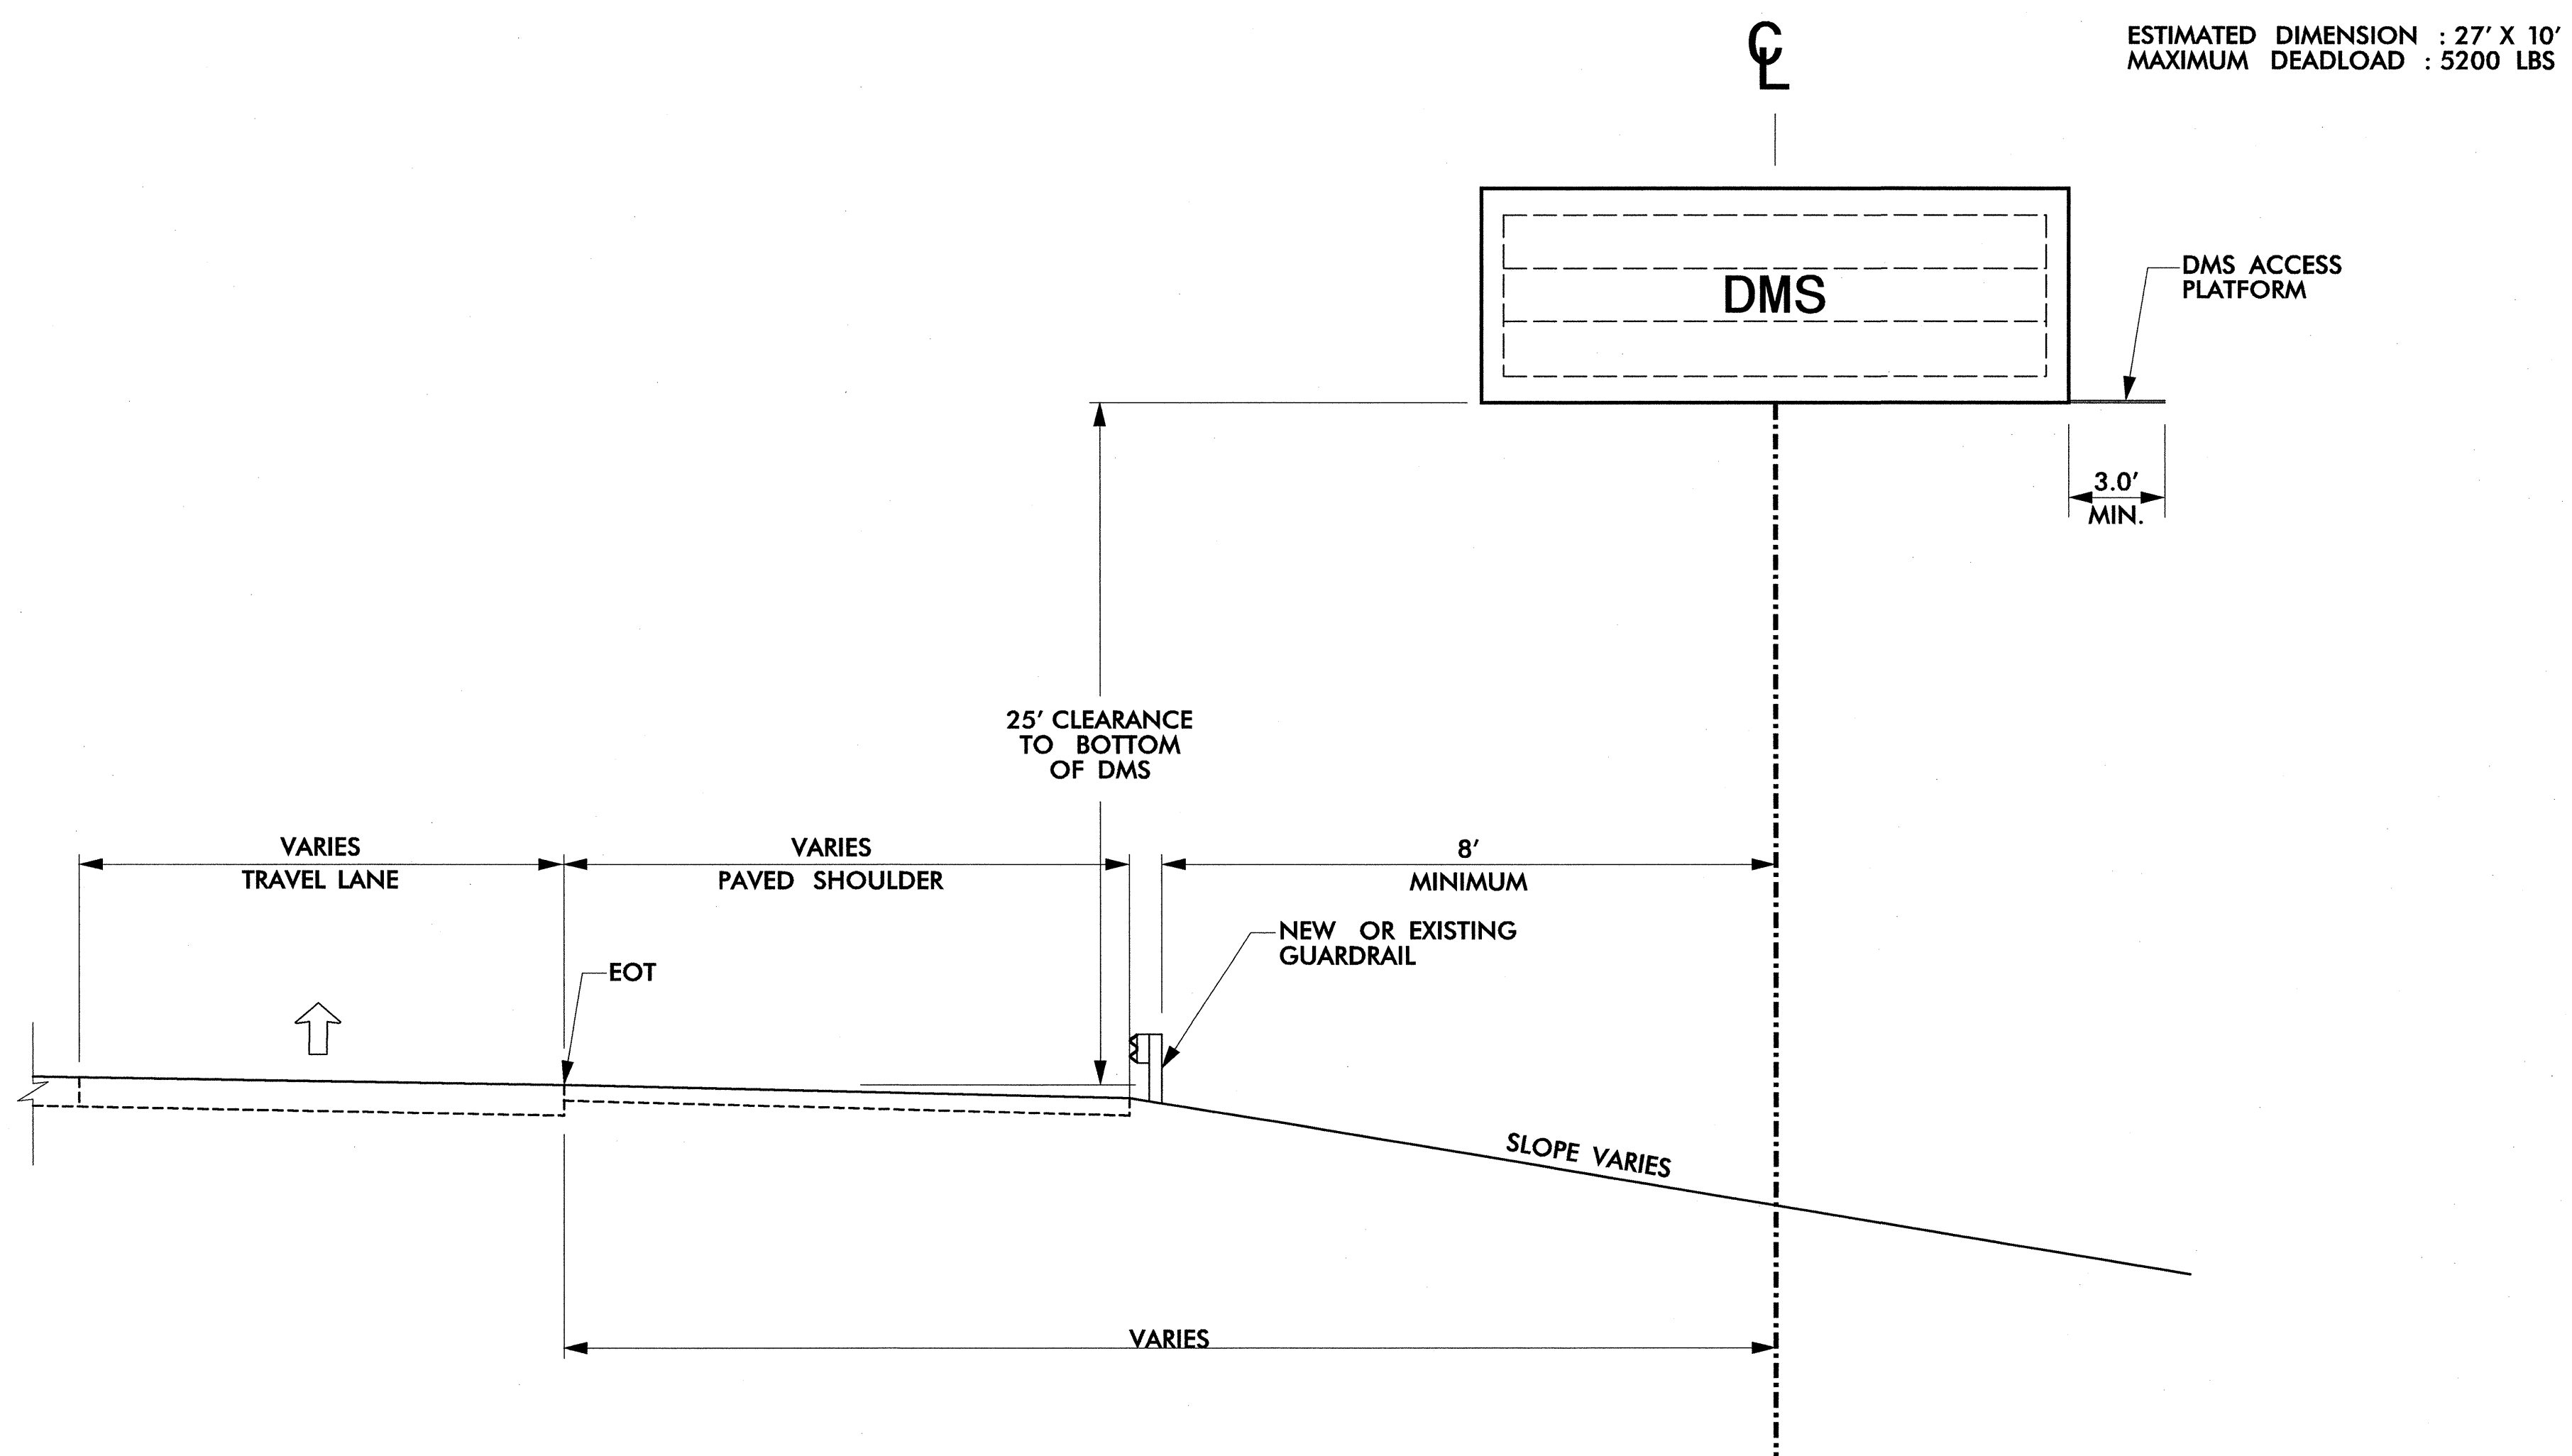 ESTIMATED DIMENSION : 27' X 10'
MAXIMUM DEADLOAD : 5200 LBS
CL
DMS
DMS ACCESS
PLATFORM
3.0'
MIN.
25' CLEARANCE
TO BOTTOM
OF DMS
VARIES
TRAVEL LANE
VARIES
PAVED SHOULDER
8'
MINIMUM
NEW OR EXISTING
GUARDRAIL
EOT
SLOPE VARIES
VARIES